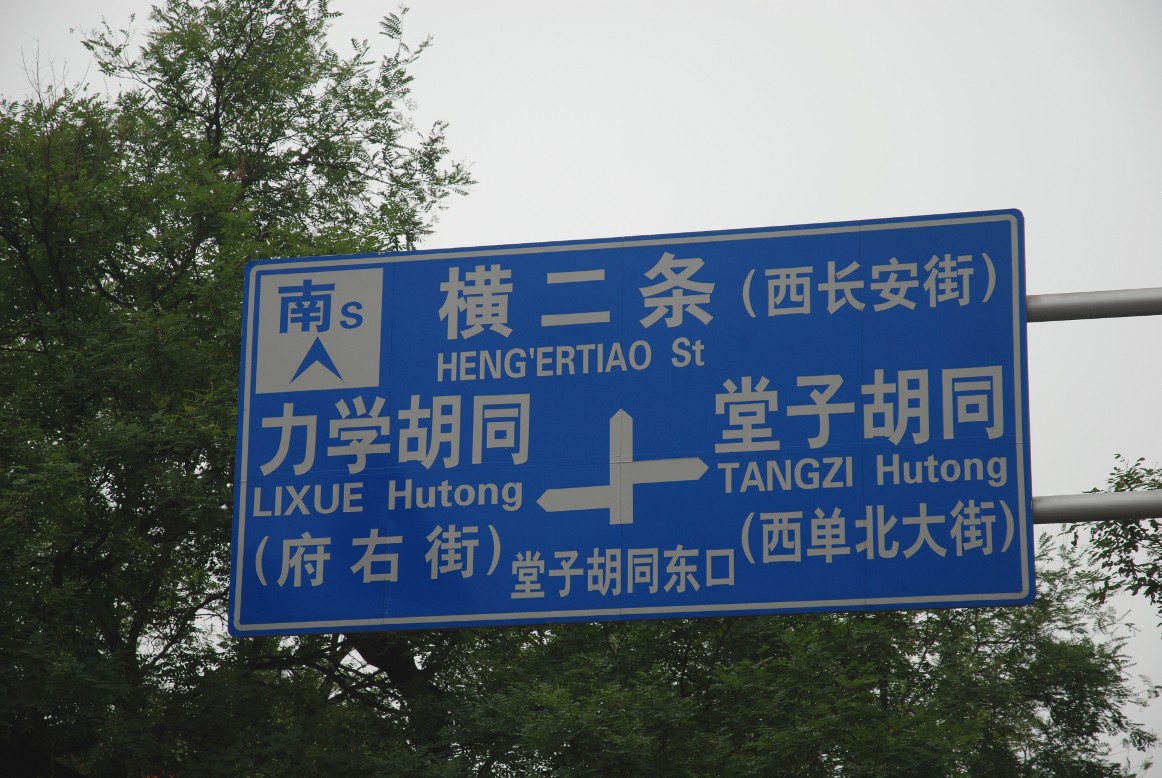 南S
横二条 (西长安街)
HENG'ERTIAO St
力学胡同
LIXUE Hutong
(府右街)
堂子胡同
TANGZI Hutong
(西单北大街)
堂子胡同东口